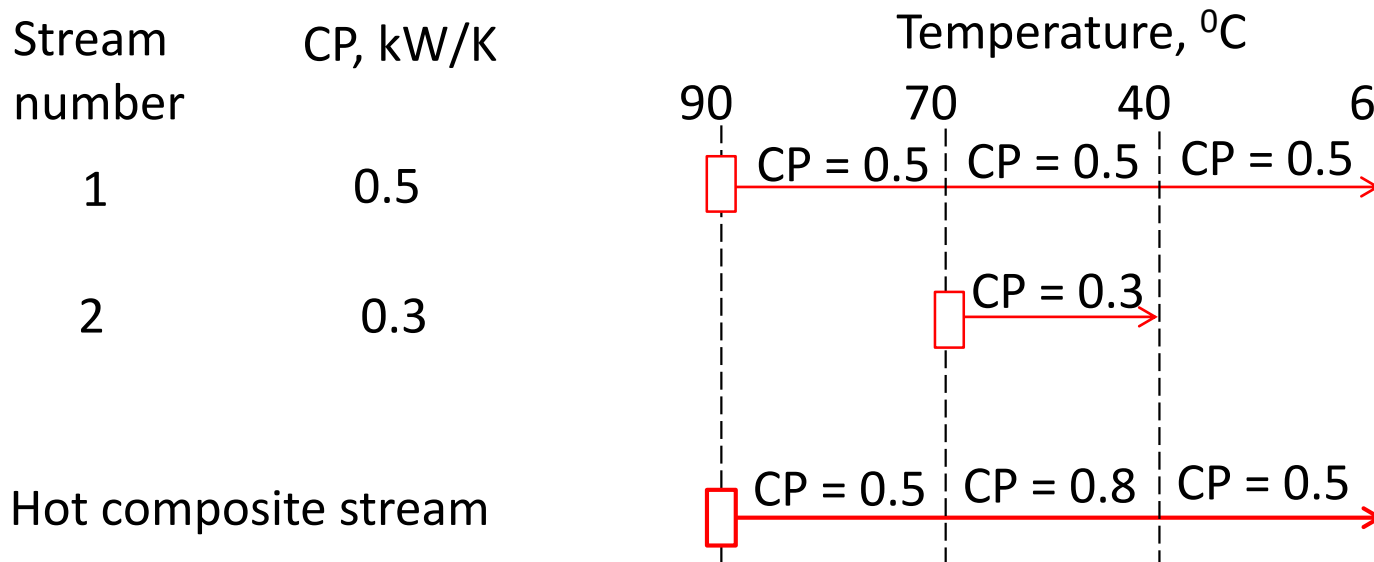 Stream number
CP, kW/K
Temperature, ⁰C
90 70 40 6
1 0.5 CP = 0.5 CP = 0.5 CP = 0.5
2 0.3 CP = 0.3
Hot composite stream CP = 0.5 CP = 0.8 CP = 0.5